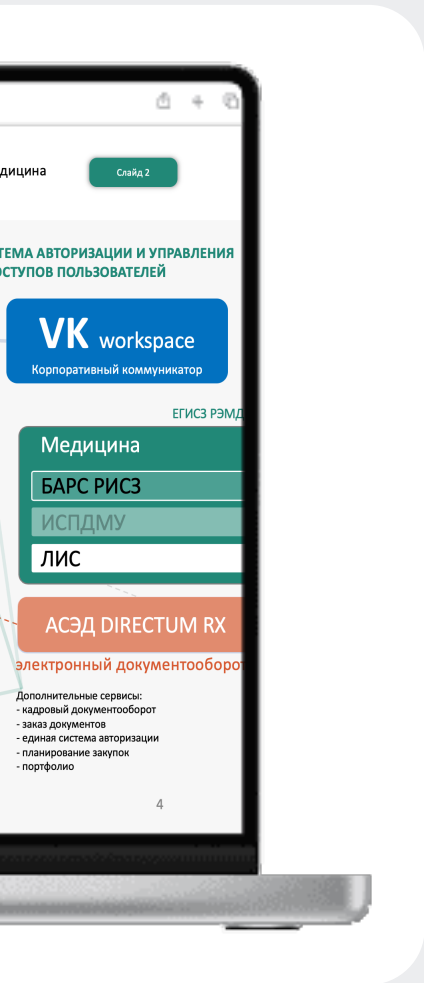 дицина
Слайд 2
ТЕМА АВТОРИЗАЦИИ И УПРАВЛЕНИЯ
ОСТУПОВ ПОЛЬЗОВАТЕЛЕЙ
VK workspace
Корпоративный коммуникатор
ЕГИСЗ РЭМД
Медицина
БАРС РИСЗ
ИСПДМУ
ЛИС
АСЭД DIRECTUM RX
электронный документооборот
Дополнительные сервисы:
- кадровый документооборот
- заказ документов
- единая система авторизации
- планирование закупок
- портфолио
4